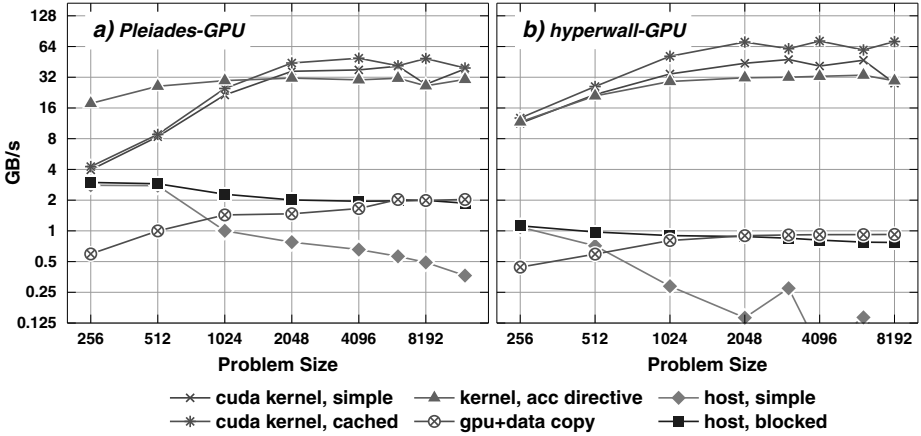 a) Pleiades-GPU
b) hyperwall-GPU
GB/s
128
64
32
16
8
4
2
1
0.5
0.25
0.125
256 512 1024 2048 4096 8192
256 512 1024 2048 4096 8192
Problem Size
Problem Size
cuda kernel, simple
kernel, acc directive
host, simple
cuda kernel, cached
gpu+data copy
host, blocked